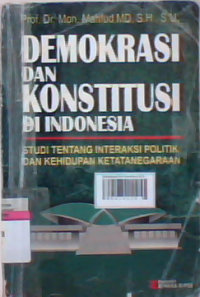 Prof. Dr. Moh. Mahfud MD, S.H., S.U.
DEMOKRASI
DAN
KONSTITUSI
DI INDONESIA
STUDI TENTANG INTERAKSI POLITIK
DAN KEHIDUPAN KETATANEGARAAN